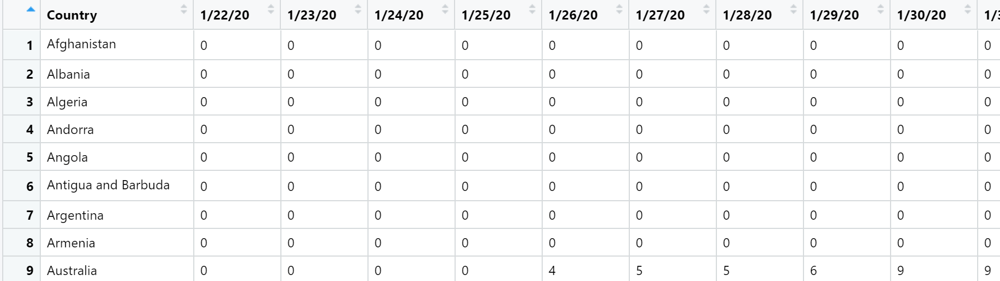 Country 1/22/20 1/23/20 1/24/20 1/25/20 1/26/20 1/27/20 1/28/20 1/29/20 1/30/20
1 Afghanistan 0 0 0 0 0 0 0 0 0 0
2 Albania 0 0 0 0 0 0 0 0 0 0
3 Algeria 0 0 0 0 0 0 0 0 0 0
4 Andorra 0 0 0 0 0 0 0 0 0 0
5 Angola 0 0 0 0 0 0 0 0 0 0
6 Antigua and Barbuda 0 0 0 0 0 0 0 0 0 0
7 Argentina 0 0 0 0 0 0 0 0 0 0
8 Armenia 0 0 0 0 0 0 0 0 0 0
9 Australia 0 0 0 0 4 5 5 6 9 9